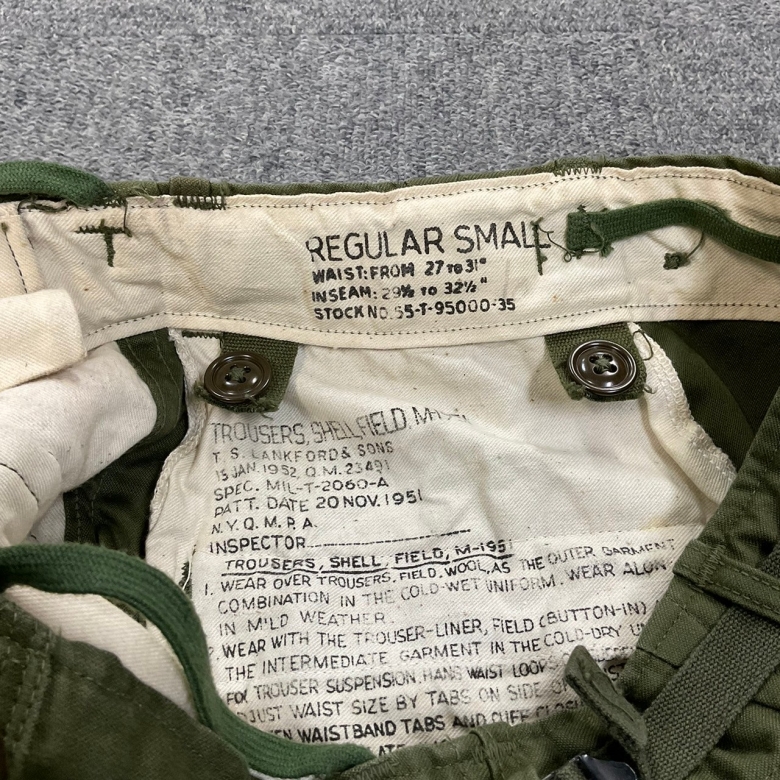 REGULAR SMALL
WAIST: FROM 27 TO 31"
INSEAM: 29½ TO 32½"
STOCK NO. 55-T-95000-35
TROUSERS, SHELL, FIELD,
T. S. LANKFORD & SONS
15 JAN. 1952 Q.M. 23491
SPEC. MIL-T-2060-A
PATT. DATE 20 NOV. 1951
N.Y.Q.M.P.A.
INSPECTOR
TROUSERS, SHELL, FIELD, M-1951
1. WEAR OVER TROUSERS, FIELD, WOOL, AS THE OUTER GARMENT
COMBINATION IN THE COLD-WET UNIFORM. WEAR
IN MILD WEATHER.
WEAR WITH THE TROUSER-LINER, FIELD (BUTTON-IN)
THE INTERMEDIATE GARMENT IN THE COLD-DRY
FOR TROUSER SUSPENSION, HANG WAIST LOOPS
WAIST SIZE BY TABS ON SIDE
WAISTBAND TABS AND CUFF